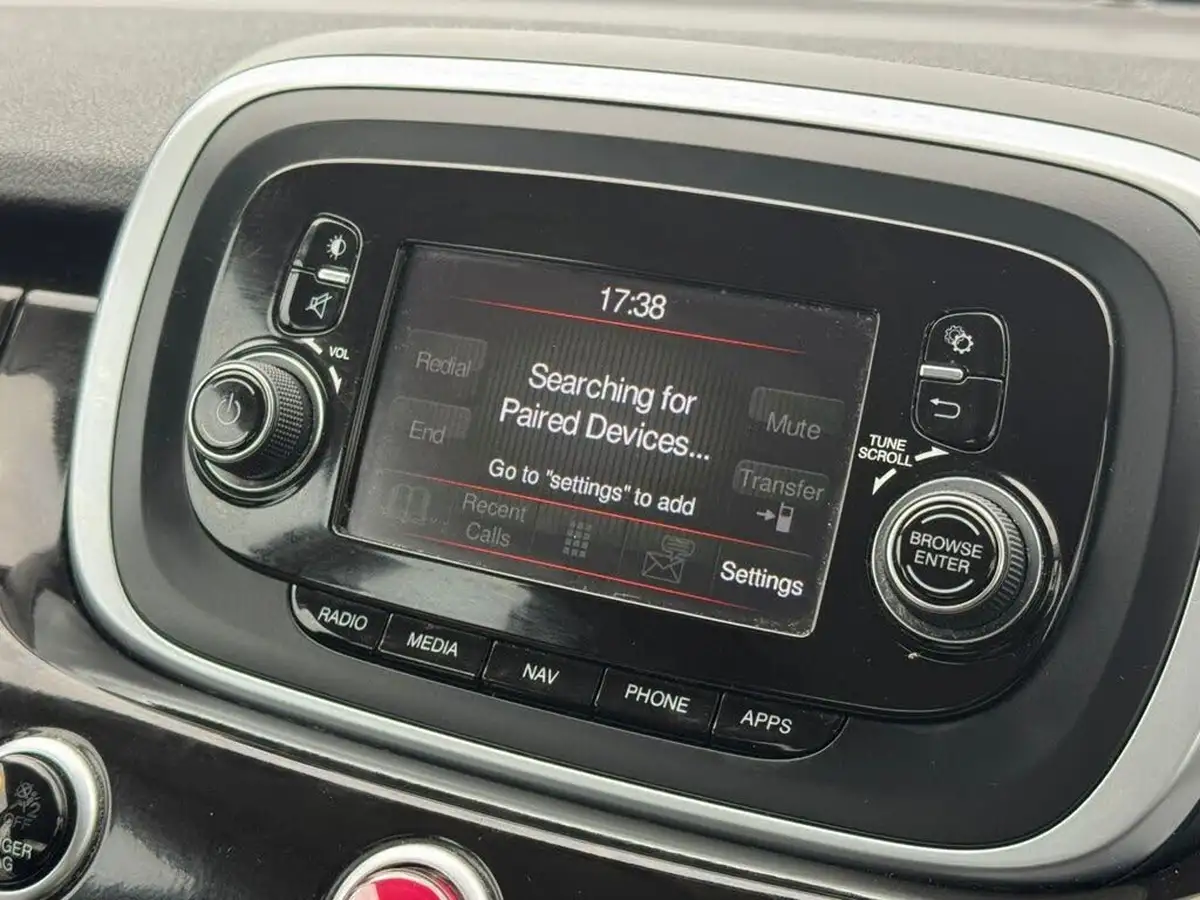 17:38
VOL
Redial
Searching for
Paired Devices...
Mute
End
Go to "settings" to add
Transfer
Recent
Calls
Settings
TUNE
SCROLL
BROWSE
ENTER
RADIO
MEDIA
NAV
PHONE
APPS